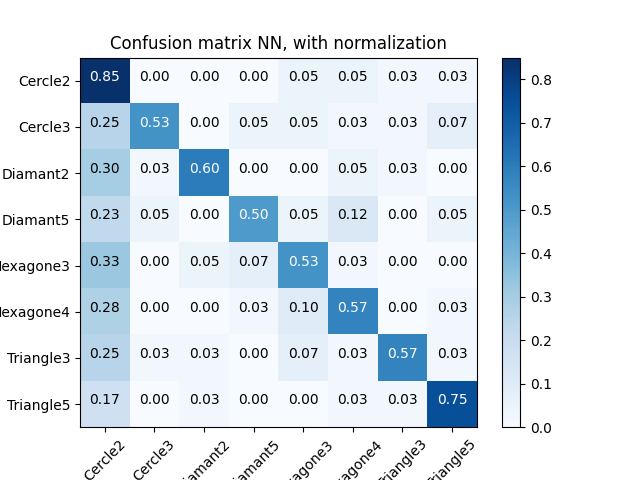 Confusion matrix NN, with normalization
Cercle2 0.85 0.00 0.00 0.00 0.05 0.05 0.03 0.03
Cercle3 0.25 0.53 0.00 0.05 0.05 0.03 0.03 0.07
Diamant2 0.30 0.03 0.60 0.00 0.00 0.05 0.03 0.00
Diamant5 0.23 0.05 0.00 0.50 0.05 0.12 0.00 0.05
exagone3 0.33 0.00 0.05 0.07 0.53 0.03 0.00 0.00
exagone4 0.28 0.00 0.00 0.03 0.10 0.57 0.00 0.03
Triangle3 0.25 0.03 0.03 0.00 0.07 0.03 0.57 0.03
Triangle5 0.17 0.00 0.03 0.00 0.00 0.03 0.03 0.75
Cercle2
Cercle3
iamant2
iamant5
agone3
agone4
riangle3
riangle5
0.8
0.7
0.6
0.5
0.4
0.3
0.2
0.1
0.0